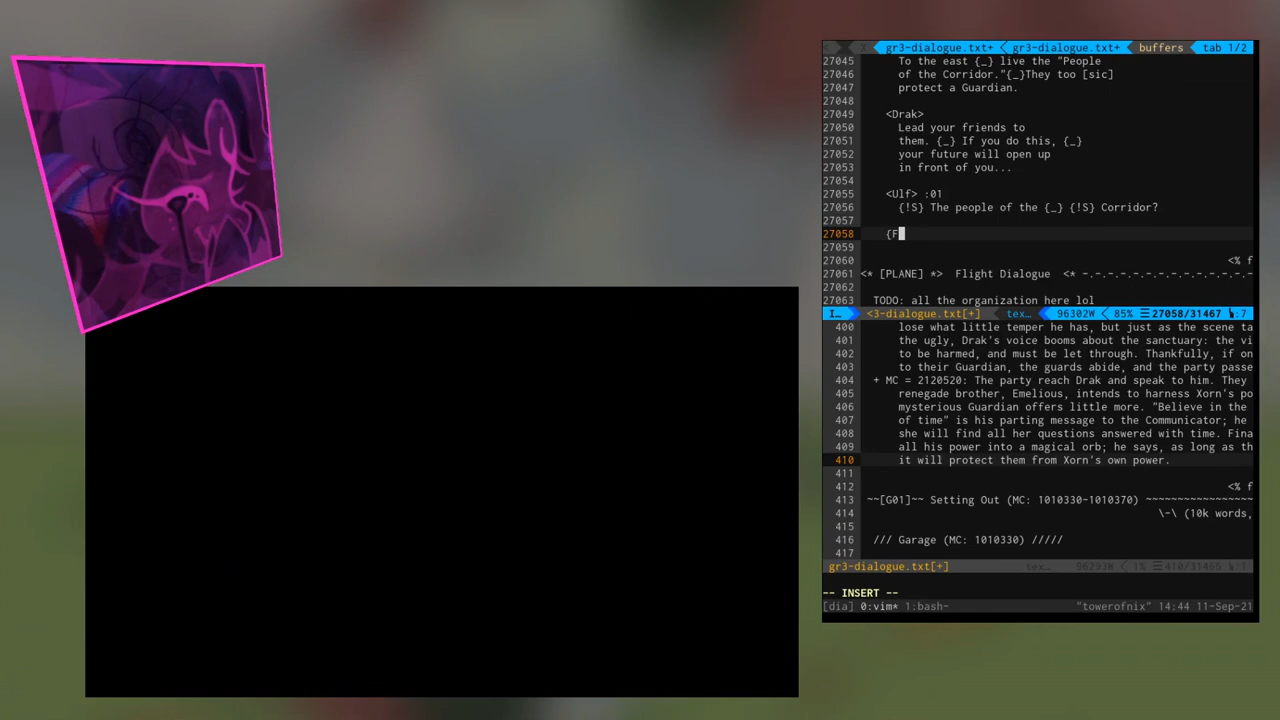 X gr3-dialogue.txt+ gr3-dialogue.txt+ buffers tab 1/2
27045 To the east {_} live the "People
27046 of the Corridor."{_}They too [sic]
27047 protect a Guardian.
27048
27049 <Drak>
27050 Lead your friends to
27051 them. {_} If you do this, {_}
27052 your future will open up
27053 in front of you...
27054
27055 <Ulf> :01
27056 {!S} The people of the {_} {!S} Corridor?
27057
27058 {F
27059
27060 <% f
27061 <* [PLANE] *> Flight Dialogue <* -.-.-.-.-.-.-.-.-.-.-.-.-
27062
27063 TODO: all the organization here lol
I… <3-dialogue.txt[+] tex… 96302W 85% 27058/31467 :7
400 lose what little temper he has, but just as the scene ta
401 the ugly, Drak's voice booms about the sanctuary: the vi
402 to be harmed, and must be let through. Thankfully, if on
403 to their Guardian, the guards abide, and the party passe
404 + MC = 2120520: The party reach Drak and speak to him. They
405 renegade brother, Emelious, intends to harness Xorn's po
406 mysterious Guardian offers little more. "Believe in the
407 of time" is his parting message to the Communicator; he
408 she will find all her questions answered with time. Fina
409 all his power into a magical orb; he says, as long as th
410 it will protect them from Xorn's own power.
411
412 <% f
413 ~~[G01]~~ Setting Out (MC: 1010330-1010370) ~~~~~~~~~~~~~~~~~~
414 \-\ (10k words,
415
416 /// Garage (MC: 1010330) /////
417
gr3-dialogue.txt[+] tex… 96293W 1% 410/31465 :1
-- INSERT --
[dia] 0:vim* 1:bash- "towerofnix" 14:44 11-Sep-21